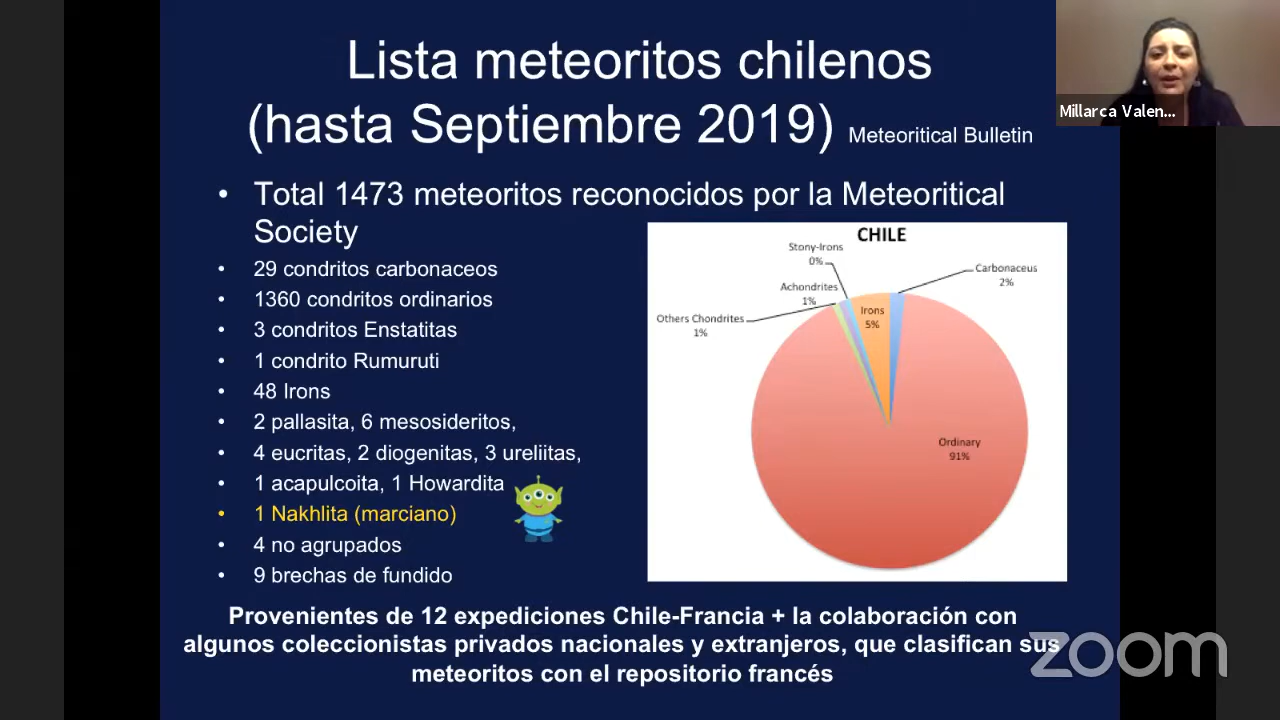 Lista meteoritos chilenos
(hasta Septiembre 2019) Meteoritical Bulletin
Millarca Valen...
• Total 1473 meteoritos reconocidos por la Meteoritical
Society
• 29 condritos carbonaceos
• 1360 condritos ordinarios
• 3 condritos Enstatitas
• 1 condrito Rumuruti
• 48 Irons
• 2 pallasita, 6 mesosideritos,
• 4 eucritas, 2 diogenitas, 3 ureliitas,
• 1 acapulcoita, 1 Howardita
• 1 Nakhlita (marciano)
• 4 no agrupados
• 9 brechas de fundido
CHILE
Stony-Irons
0%
Carbonaceus
2%
Achondrites
1%
Irons
5%
Others Chondrites
1%
Ordinary
91%
Provenientes de 12 expediciones Chile-Francia + la colaboración con
algunos coleccionistas privados nacionales y extranjeros, que clasifican sus
meteoritos con el repositorio francés
zoom